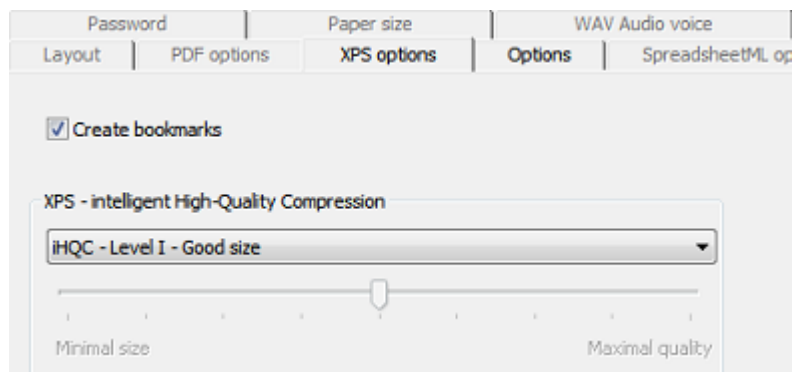 Password Paper size WAV Audio voice
Layout PDF options XPS options Options SpreadsheetML op
Create bookmarks
XPS - intelligent High-Quality Compression
iHQC - Level I - Good size
Minimal size Maximal quality